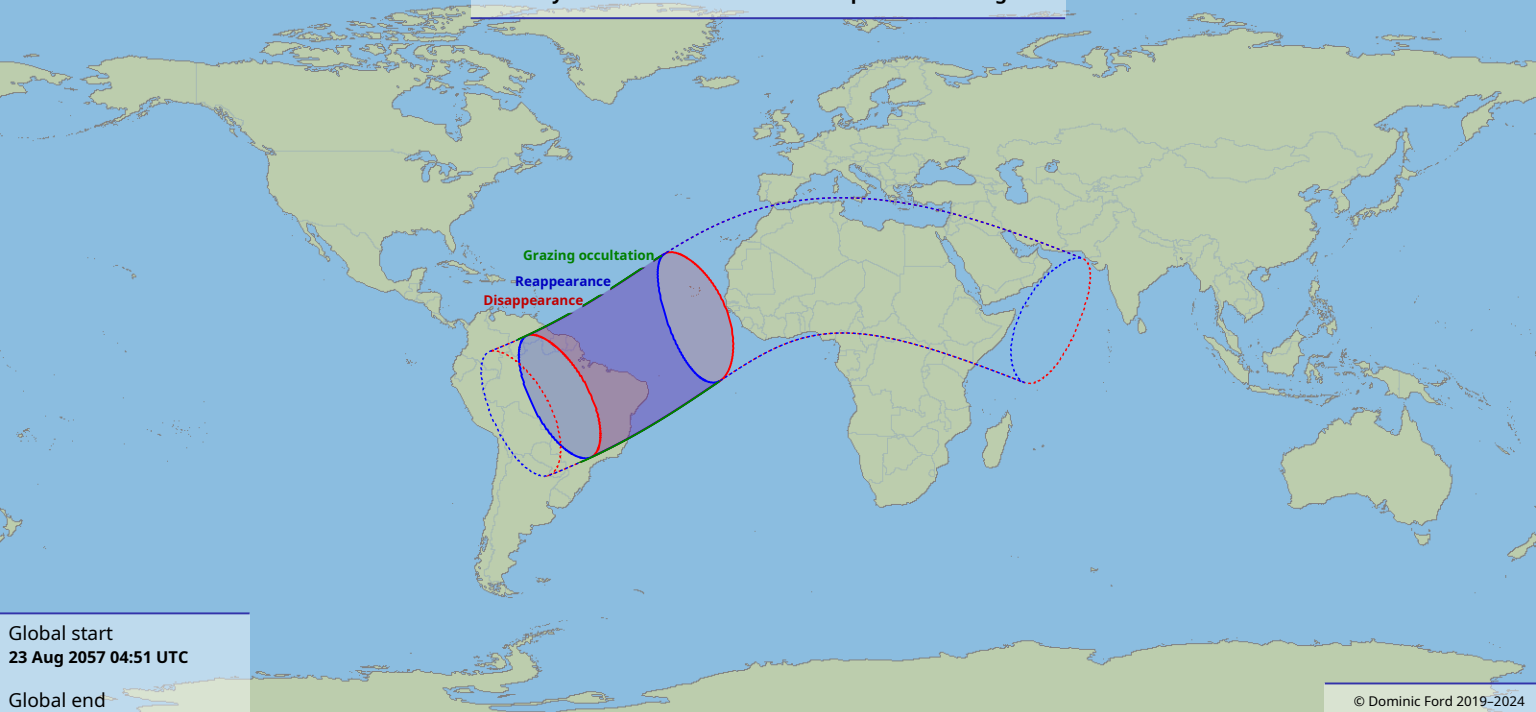 Grazing occultation
Reappearance
Disappearance
Global start
23 Aug 2057 04:51 UTC
Global end
© Dominic Ford 2019–2024